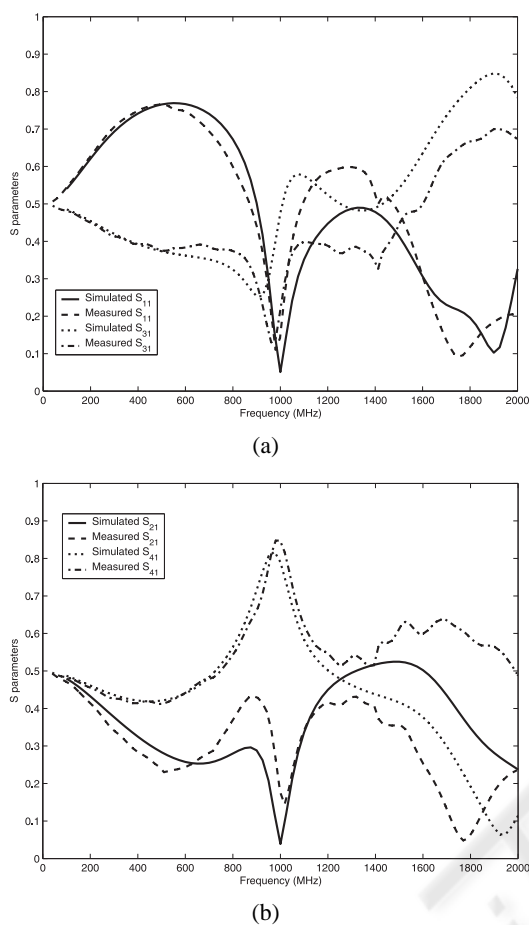 1
0.9
0.8
0.7
0.6
0.5
0.4
0.3
0.2
0.1
0
S parameters
Simulated S11
Measured S11
Simulated S31
Measured S31
0 200 400 600 800 1000 1200 1400 1600 1800 2000
Frequency (MHz)
(a)
1
0.9
0.8
0.7
0.6
0.5
0.4
0.3
0.2
0.1
0
S parameters
Simulated S21
Measured S21
Simulated S41
Measured S41
0 200 400 600 800 1000 1200 1400 1600 1800 2000
Frequency (MHz)
(b)